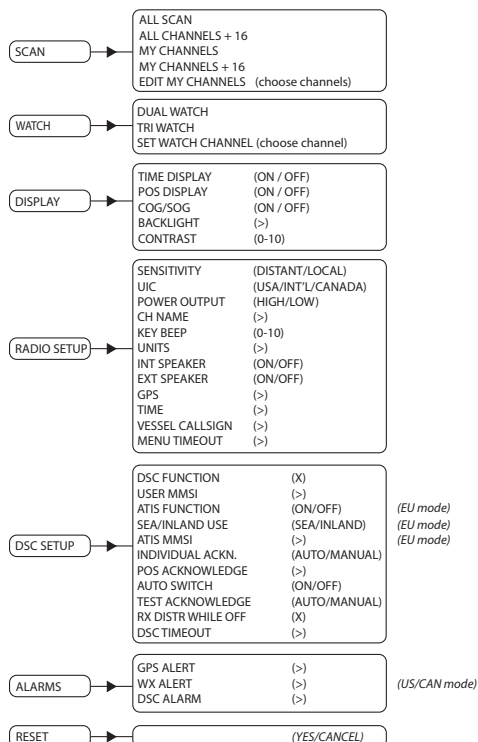 SCAN
ALL SCAN
ALL CHANNELS + 16
MY CHANNELS
MY CHANNELS + 16
EDIT MY CHANNELS (choose channels)
WATCH
DUAL WATCH
TRI WATCH
SET WATCH CHANNEL (choose channel)
DISPLAY
TIME DISPLAY (ON / OFF)
POS DISPLAY (ON / OFF)
COG/SOG (ON / OFF)
BACKLIGHT (>)
CONTRAST (0-10)
RADIO SETUP
SENSITIVITY (DISTANT/LOCAL)
UIC (USA/INT'L/CANADA)
POWER OUTPUT (HIGH/LOW)
CH NAME (>)
KEY BEEP (0-10)
UNITS (>)
INT SPEAKER (ON/OFF)
EXT SPEAKER (ON/OFF)
GPS (>)
TIME (>)
VESSEL CALLSIGN (>)
MENU TIMEOUT (>)
DSC SETUP
DSC FUNCTION (X)
USER MMSI (>)
ATIS FUNCTION (ON/OFF) (EU mode)
SEA/INLAND USE (SEA/INLAND) (EU mode)
ATIS MMSI (>) (EU mode)
INDIVIDUAL ACKN. (AUTO/MANUAL)
POS ACKNOWLEDGE (>)
AUTO SWITCH (ON/OFF)
TEST ACKNOWLEDGE (AUTO/MANUAL)
RX DISTR WHILE OFF (X)
DSC TIMEOUT (>)
ALARMS
GPS ALERT (>)
WX ALERT (>) (US/CAN mode)
DSC ALARM (>)
RESET (YES/CANCEL)